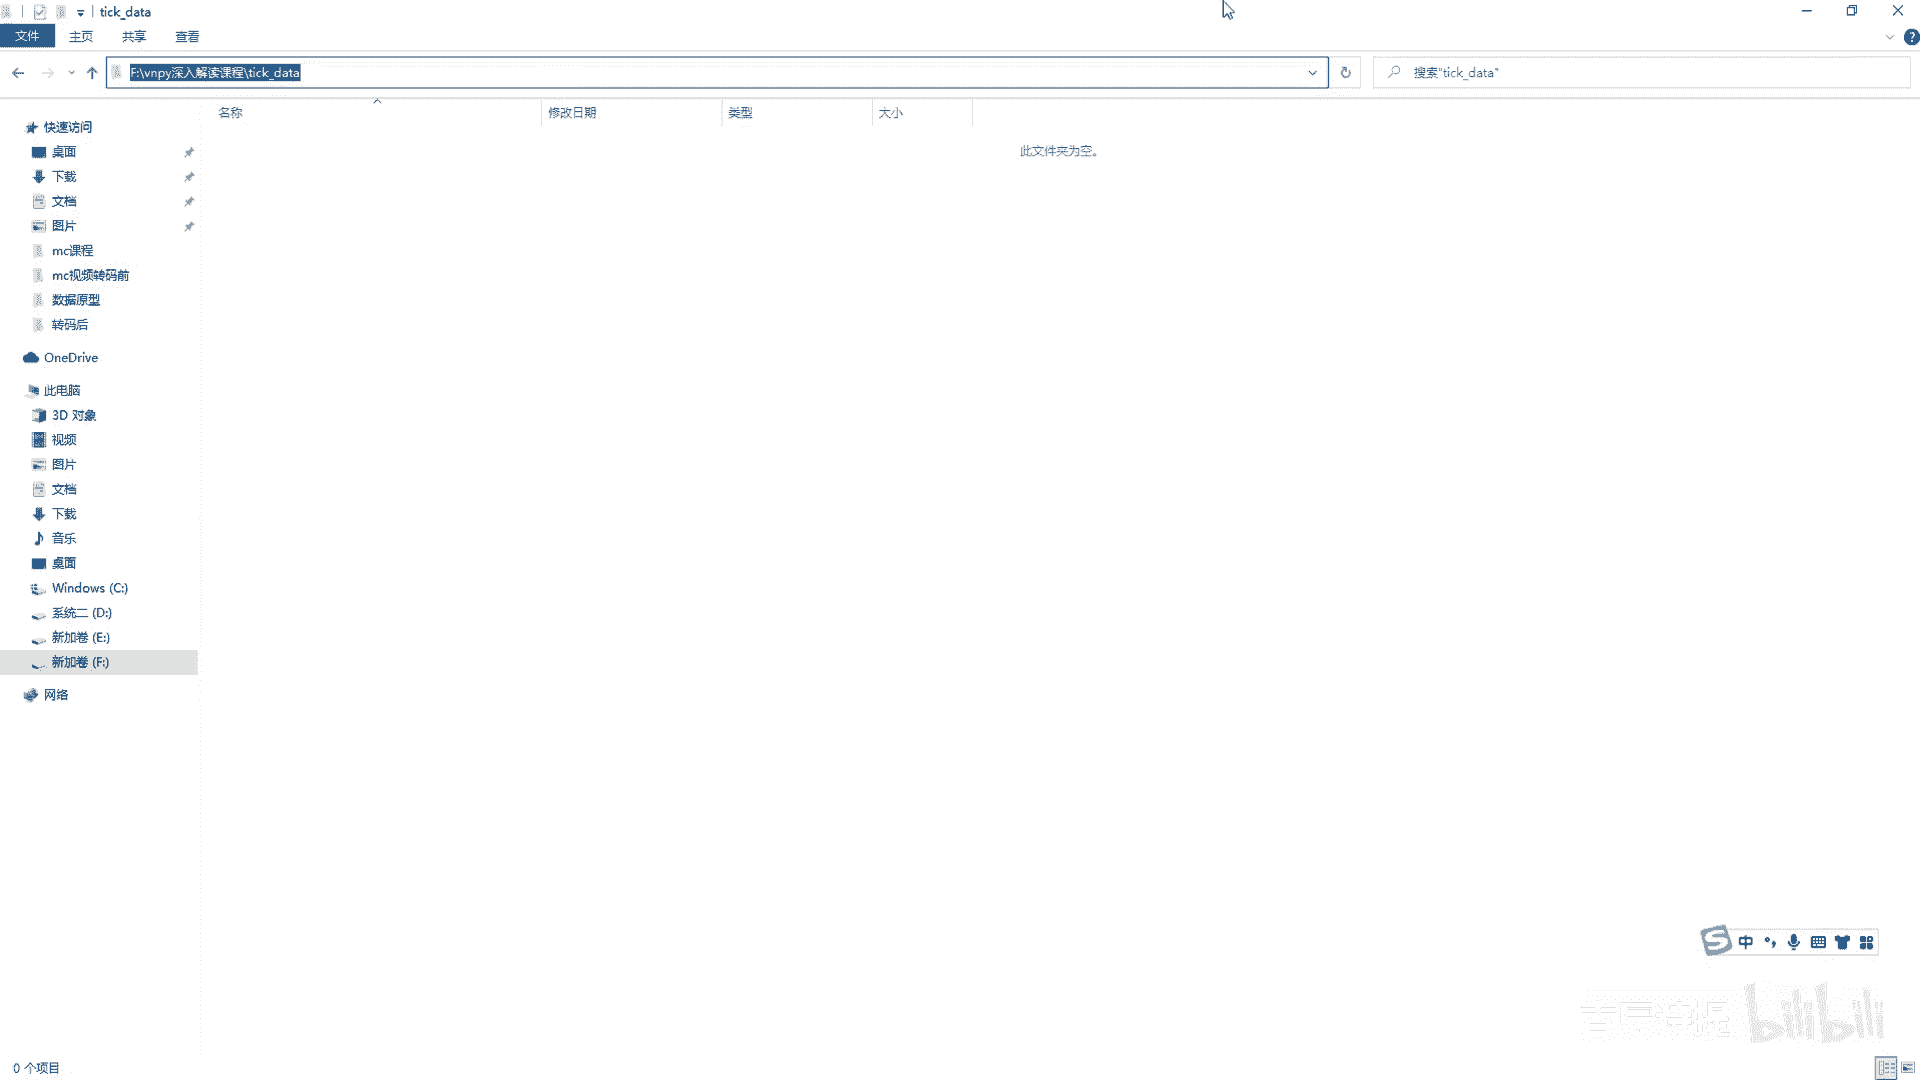 tick_data
文件 主页 共享 查看
F:\vnpy深入解读课程\tick_data
搜索"tick_data"
名称 修改日期 类型 大小
此文件夹为空。
快速访问
桌面
下载
文档
图片
mc课程
mc视频转码前
数据原型
转码后
OneDrive
此电脑
3D 对象
视频
图片
文档
下载
音乐
桌面
Windows (C:)
系统二 (D:)
新加卷 (E:)
新加卷 (F:)
网络
中
bilibili
0 个项目